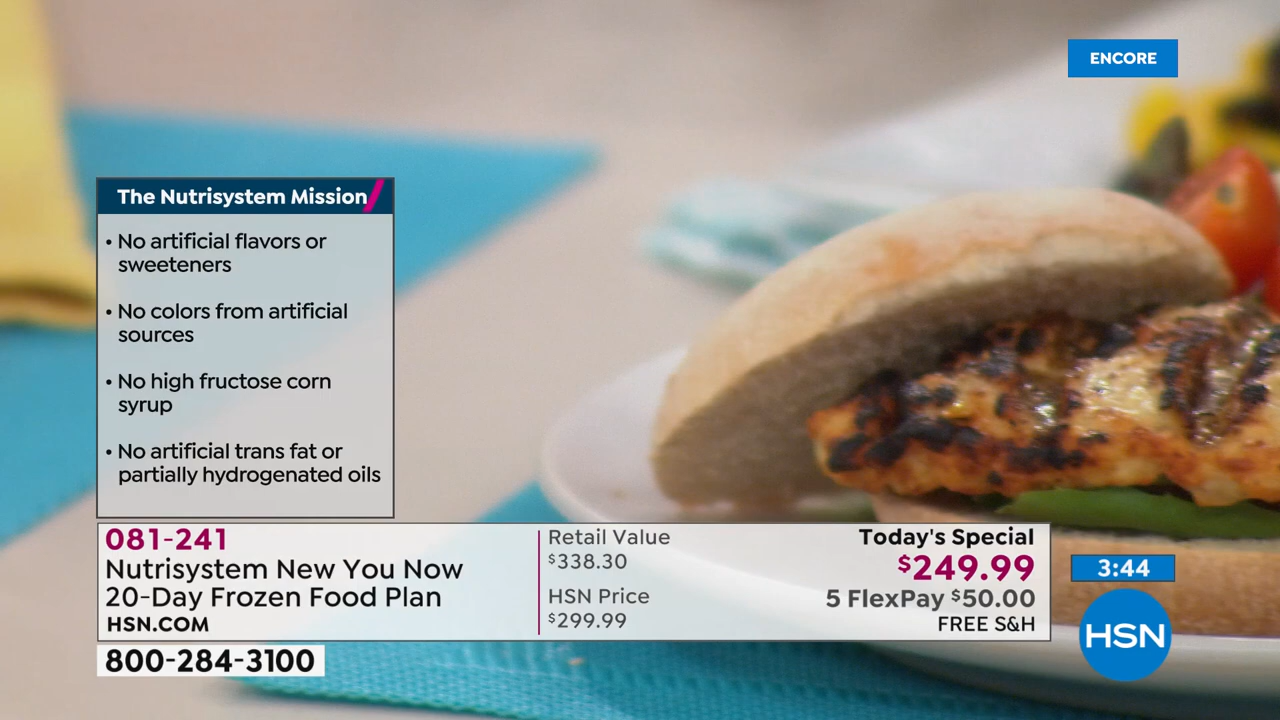 ENCORE
The Nutrisystem Mission
• No artificial flavors or
sweeteners
• No colors from artificial
sources
• No high fructose corn
syrup
• No artificial trans fat or
partially hydrogenated oils
081-241
Nutrisystem New You Now
20-Day Frozen Food Plan
HSN.COM
Retail Value
$338.30
HSN Price
$299.99
Today's Special
$249.99
5 FlexPay $50.00
FREE S&H
3:44
HSN
800-284-3100